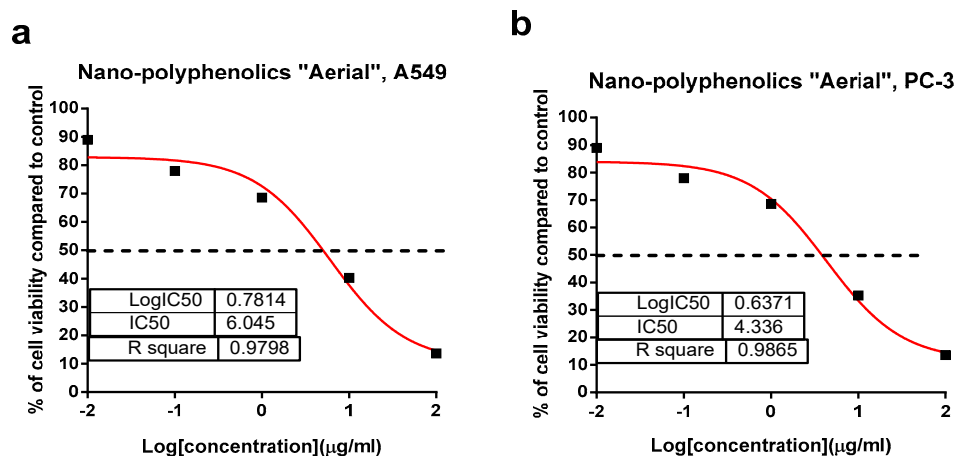 a
Nano-polyphenolics "Aerial", A549
% of cell viability compared to control
100
90
80
70
60
50
40
30
20
10
0
LogIC50 0.7814
IC50 6.045
R square 0.9798
-2 -1 0 1 2
Log[concentration](μg/ml)
b
Nano-polyphenolics "Aerial", PC-3
% of cell viability compared to control
100
90
80
70
60
50
40
30
20
10
0
LogIC50 0.6371
IC50 4.336
R square 0.9865
-2 -1 0 1 2
Log[concentration](μg/ml)